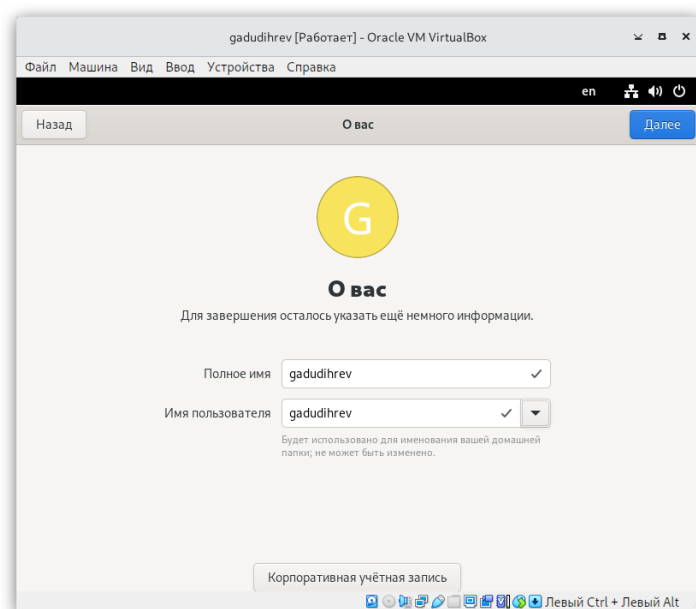 gadudihrev [Работает] - Oracle VM VirtualBox
Файл Машина Вид Ввод Устройства Справка
en
Назад О вас Далее
G
О вас
Для завершения осталось указать ещё немного информации.
Полное имя gadudihrev
Имя пользователя gadudihrev
Будет использовано для именования вашей домашней
папки; не может быть изменено.
Корпоративная учётная запись
Левый Ctrl + Левый Alt